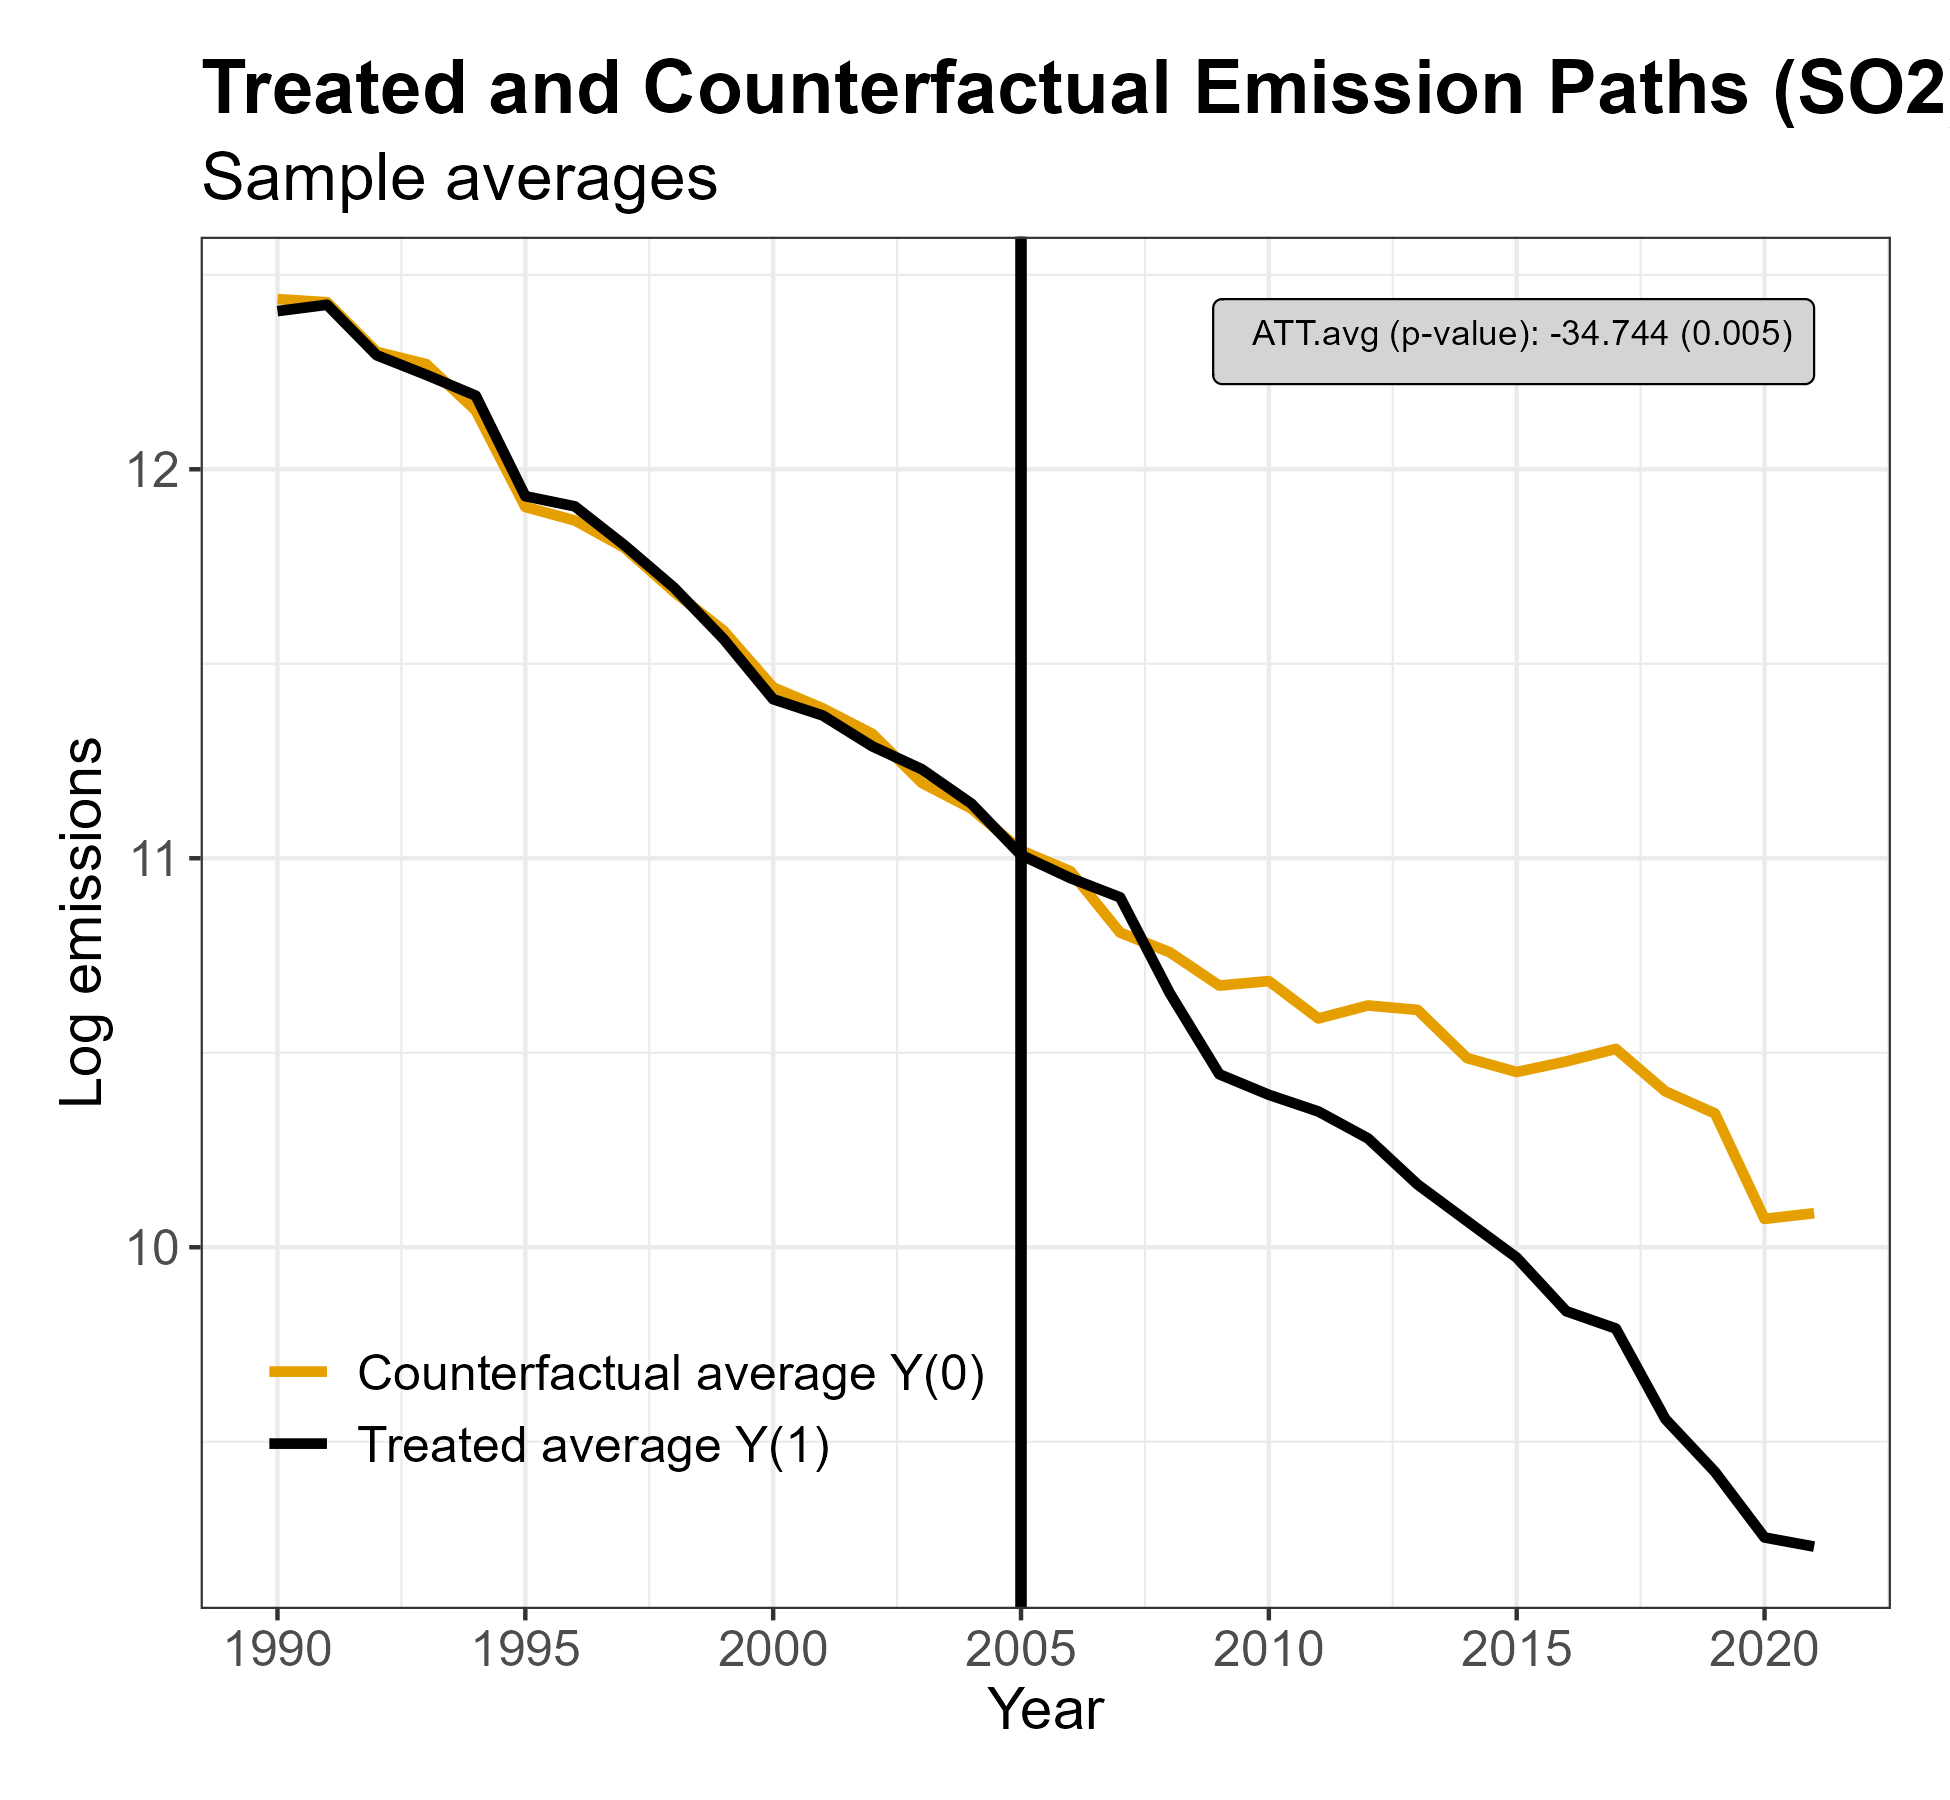 Treated and Counterfactual Emission Paths (SO2
Sample averages
ATT.avg (p-value): -34.744 (0.005)
12
11
10
Log emissions
Counterfactual average Y(0)
Treated average Y(1)
1990 1995 2000 2005 2010 2015 2020
Year